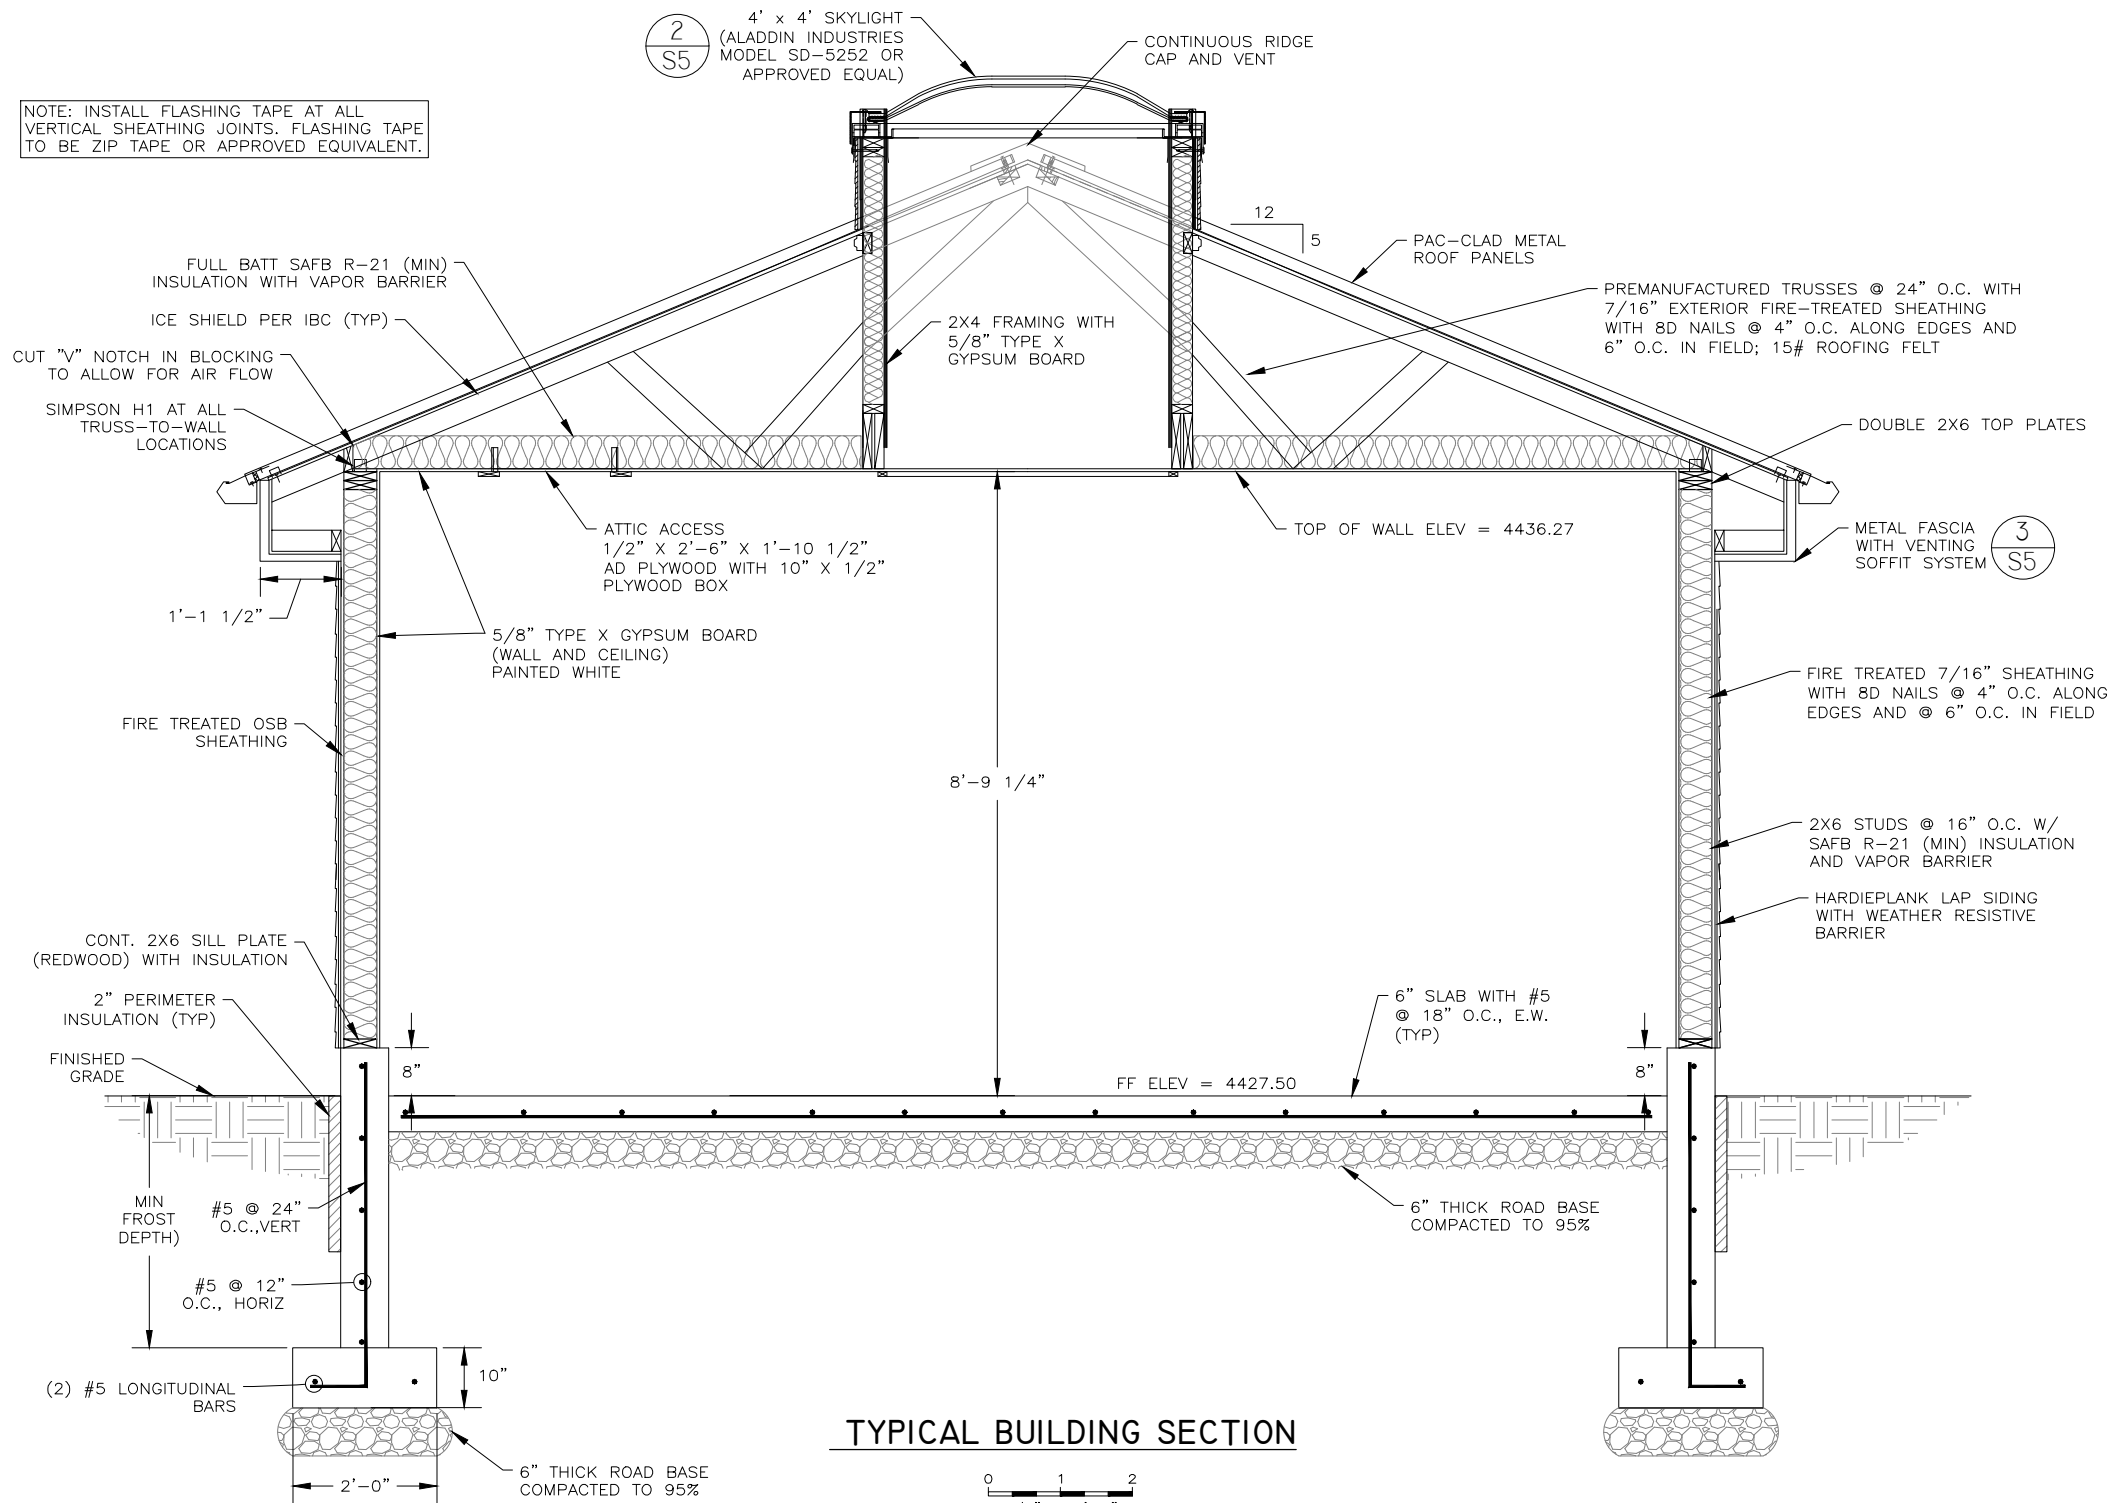 2
S5
4' x 4' SKYLIGHT
(ALADDIN INDUSTRIES
MODEL SD-5252 OR
APPROVED EQUAL)
CONTINUOUS RIDGE
CAP AND VENT
NOTE: INSTALL FLASHING TAPE AT ALL
VERTICAL SHEATHING JOINTS. FLASHING TAPE
TO BE ZIP TAPE OR APPROVED EQUIVALENT.
12
5
PAC-CLAD METAL
ROOF PANELS
FULL BATT SAFB R-21 (MIN)
INSULATION WITH VAPOR BARRIER
PREMANUFACTURED TRUSSES @ 24" O.C. WITH
7/16" EXTERIOR FIRE-TREATED SHEATHING
WITH 8D NAILS @ 4" O.C. ALONG EDGES AND
6" O.C. IN FIELD; 15# ROOFING FELT
ICE SHIELD PER IBC (TYP)
2X4 FRAMING WITH
5/8" TYPE X
GYPSUM BOARD
CUT "V" NOTCH IN BLOCKING
TO ALLOW FOR AIR FLOW
SIMPSON H1 AT ALL
TRUSS-TO-WALL
LOCATIONS
DOUBLE 2X6 TOP PLATES
ATTIC ACCESS
1/2" X 2'-6" X 1'-10 1/2"
AD PLYWOOD WITH 10" X 1/2"
PLYWOOD BOX
TOP OF WALL ELEV = 4436.27
METAL FASCIA
WITH VENTING
SOFFIT SYSTEM
3
S5
1'-1 1/2"
5/8" TYPE X GYPSUM BOARD
(WALL AND CEILING)
PAINTED WHITE
FIRE TREATED 7/16" SHEATHING
WITH 8D NAILS @ 4" O.C. ALONG
EDGES AND @ 6" O.C. IN FIELD
FIRE TREATED OSB
SHEATHING
8'-9 1/4"
2X6 STUDS @ 16" O.C. W/
SAFB R-21 (MIN) INSULATION
AND VAPOR BARRIER
HARDIEPLANK LAP SIDING
WITH WEATHER RESISTIVE
BARRIER
CONT. 2X6 SILL PLATE
(REDWOOD) WITH INSULATION
2" PERIMETER
INSULATION (TYP)
6" SLAB WITH #5
@ 18" O.C., E.W.
(TYP)
FINISHED
GRADE
8"
8"
FF ELEV = 4427.50
MIN
FROST
DEPTH)
#5 @ 24"
O.C.,VERT
6" THICK ROAD BASE
COMPACTED TO 95%
#5 @ 12"
O.C., HORIZ
10"
(2) #5 LONGITUDINAL
BARS
TYPICAL BUILDING SECTION
6" THICK ROAD BASE
COMPACTED TO 95%
2'-0"
0 1 2